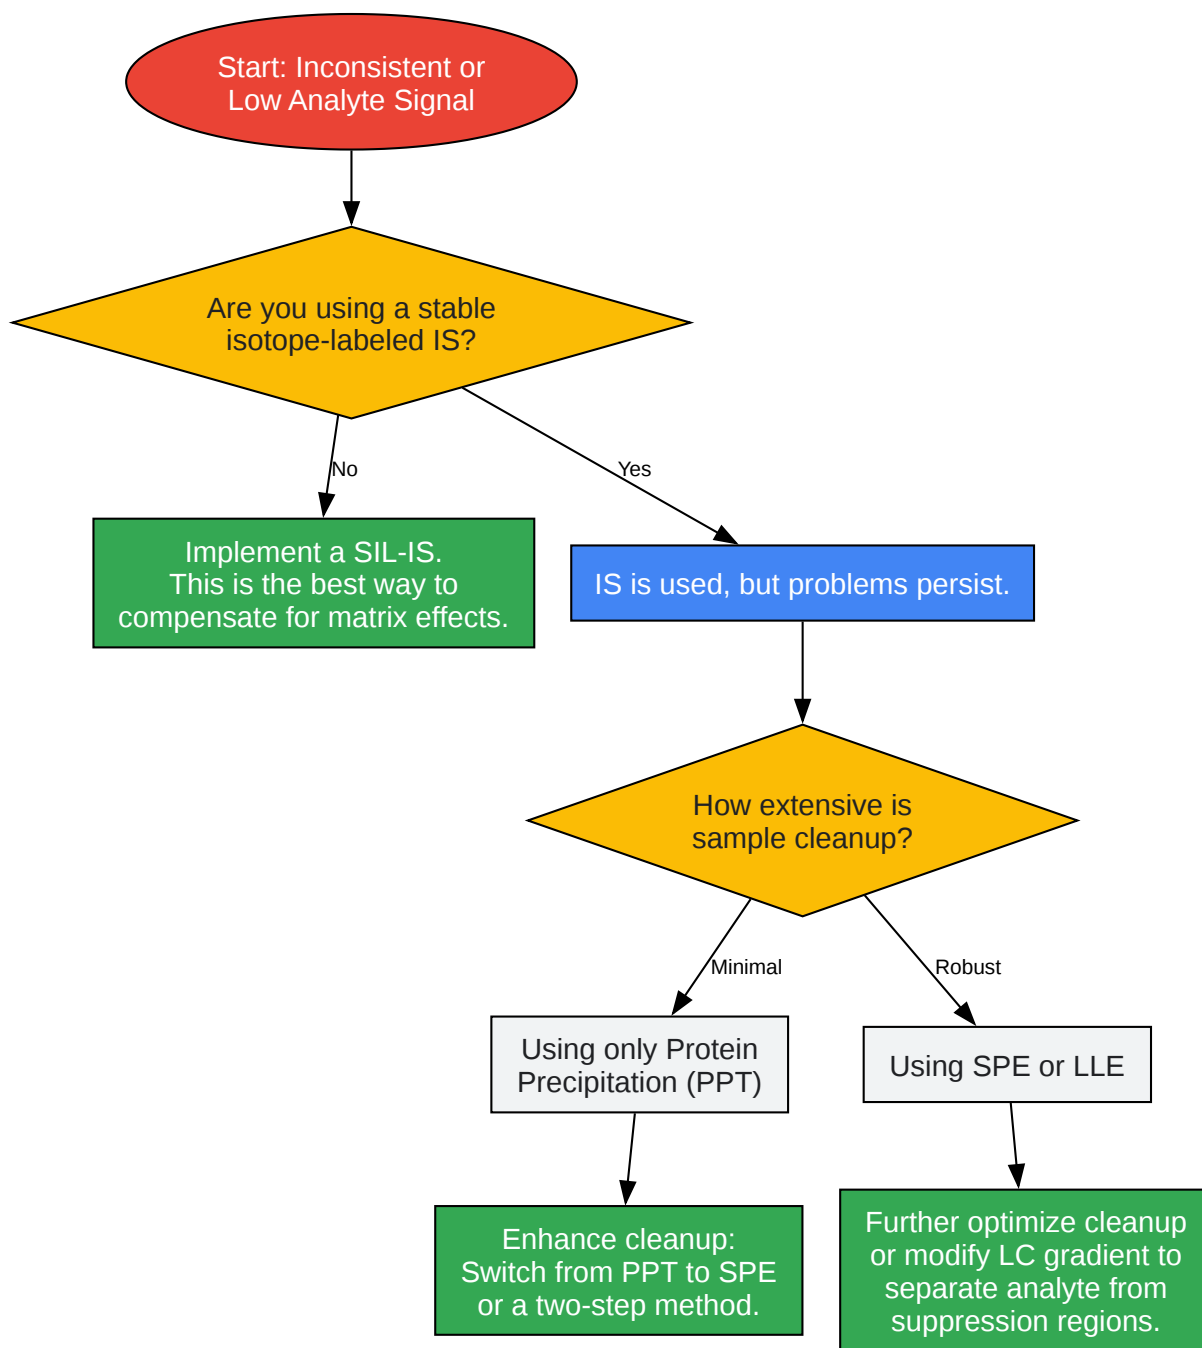 Start: Inconsistent or
Low Analyte Signal
Are you using a stable
isotope-labeled IS?
No
Yes
Implement a SIL-IS.
This is the best way to
compensate for matrix effects.
IS is used, but problems persist.
How extensive is
sample cleanup?
Minimal
Robust
Using only Protein
Precipitation (PPT)
Using SPE or LLE
Enhance cleanup:
Switch from PPT to SPE
or a two-step method.
Further optimize cleanup
or modify LC gradient to
separate analyte from
suppression regions.